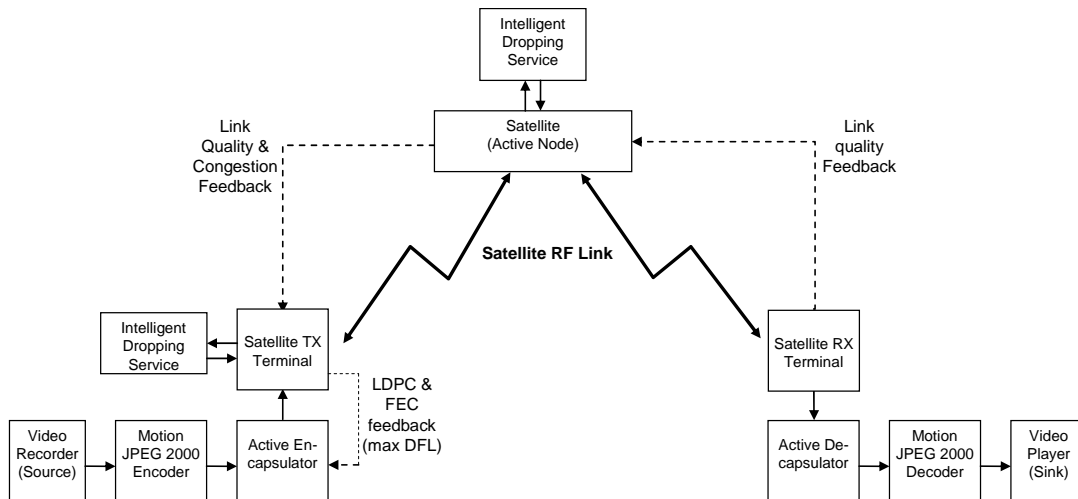 Intelligent
Dropping
Service
Satellite
(Active Node)
Link
Quality &
Congestion
Feedback
Link
quality
Feedback
Satellite RF Link
Intelligent
Dropping
Service
Satellite TX
Terminal
Satellite RX
Terminal
LDPC &
FEC
feedback
(max DFL)
Video
Recorder
(Source)
Motion
JPEG 2000
Encoder
Active En-
capsulator
Active De-
capsulator
Motion
JPEG 2000
Decoder
Video
Player
(Sink)